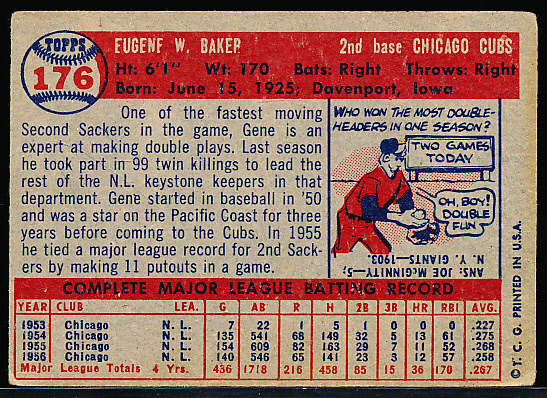 TOPPS
176
EUGENE W. BAKER 2nd base CHICAGO CUBS
Ht: 6'1" Wt: 170 Bats: Right Throws: Right
Born: June 15, 1925; Davenport, Iowa
One of the fastest moving
Second Sackers in the game, Gene is an
expert at making double plays. Last season
he took part in 99 twin killings to lead the
rest of the N.L. keystone keepers in that
department. Gene started in baseball in '50
and was a star on the Pacific Coast for three
years before coming to the Cubs. In 1955
he tied a major league record for 2nd Sack-
ers by making 11 putouts in a game.
WHO WON THE MOST DOUBLE-
HEADERS IN ONE SEASON?
TWO GAMES
TODAY
OH, BOY!
DOUBLE
FUN
ANS: JOE McGINNITY—5;
N. Y. GIANTS—1903.
COMPLETE MAJOR LEAGUE BATTING RECORD
YEAR CLUB LEA. G AB R H 2B 3B HR RBI AVG.
1953 Chicago N. L. 7 22 1 5 1 0 0 0 .227
1954 Chicago N. L. 135 541 68 149 32 5 13 61 .275
1955 Chicago N. L. 154 609 82 163 29 7 11 52 .268
1956 Chicago N. L. 140 546 65 141 23 3 12 57 .258
Major League Totals 4 Yrs. 436 1718 216 458 85 15 36 170 .267
©T. C. G. PRINTED IN U.S.A.